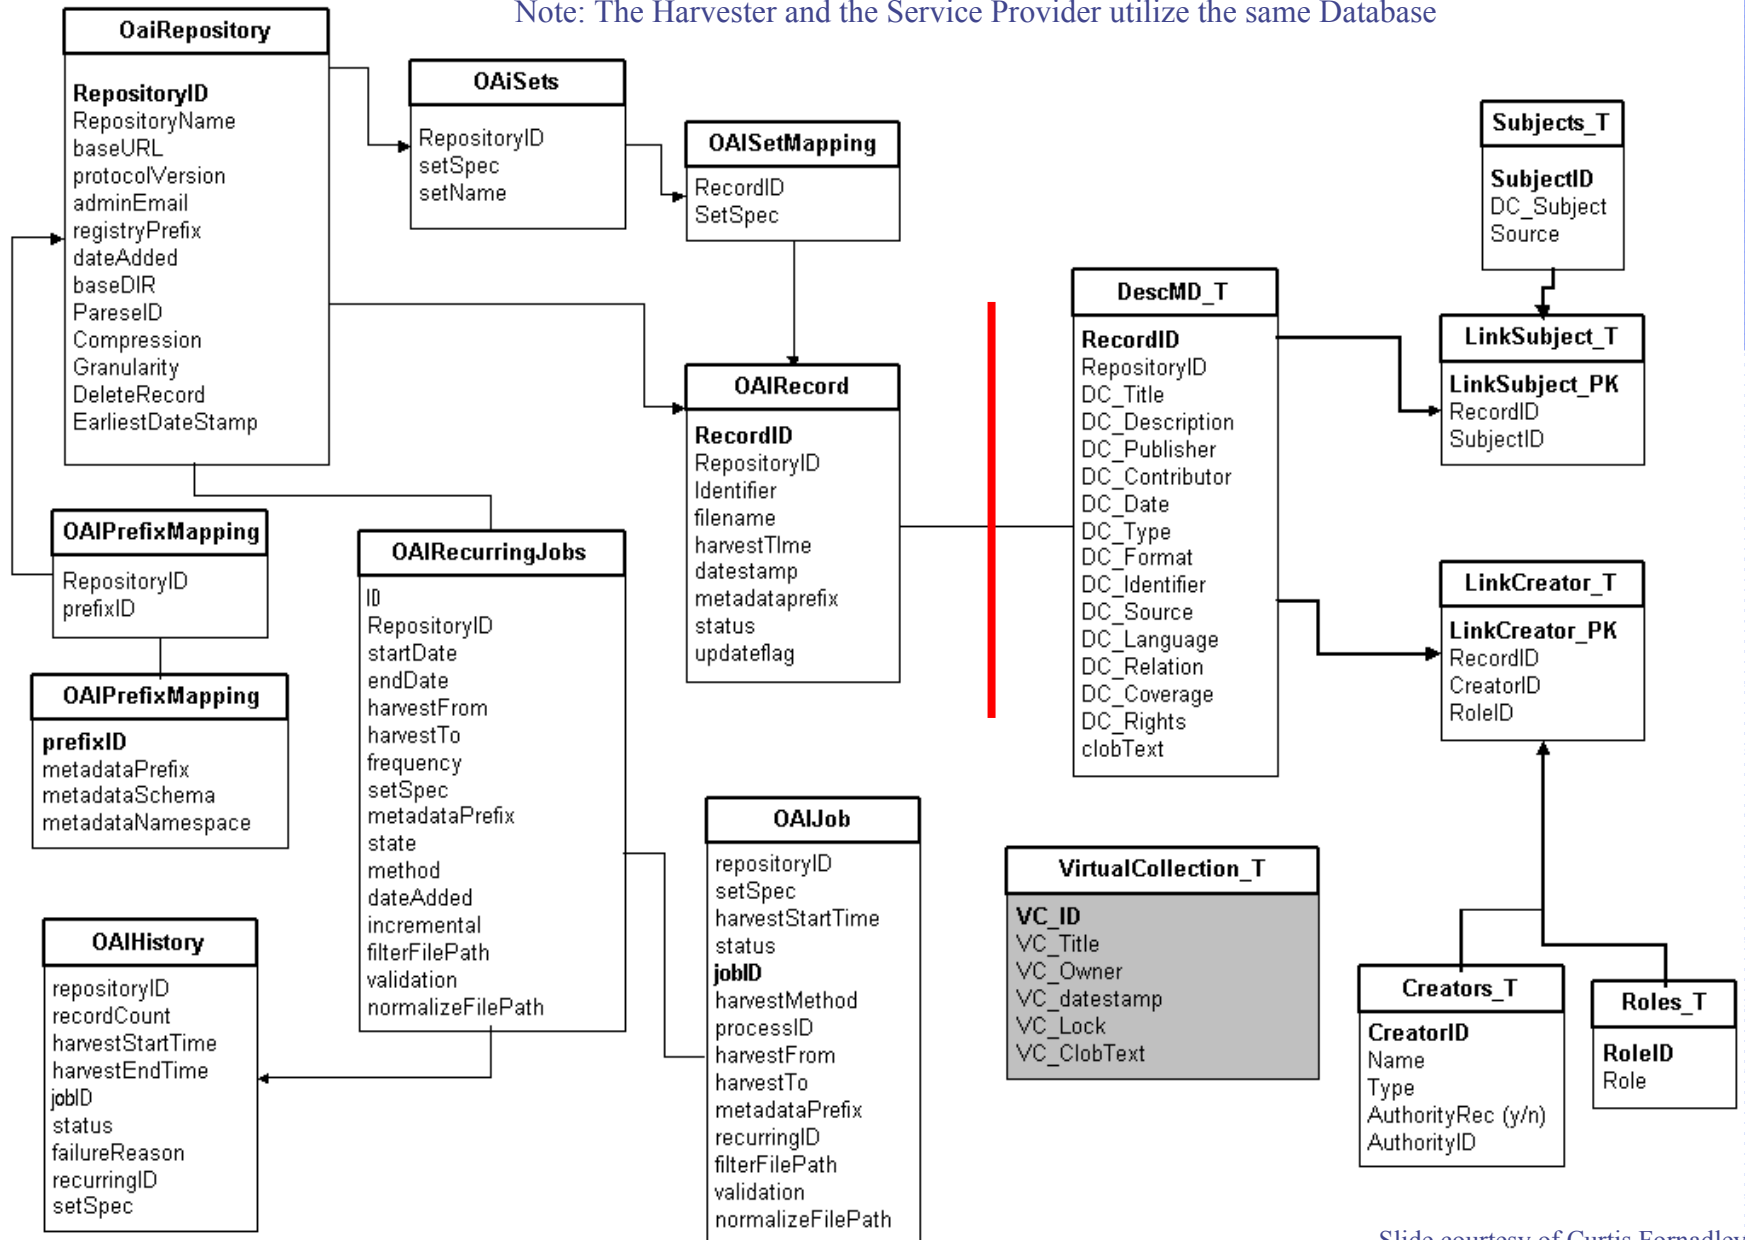 Note: The Harvester and the Service Provider utilize the same Database
OaiRepository
RepositoryID
RepositoryName
baseURL
protocolVersion
adminEmail
registryPrefix
dateAdded
baseDIR
PareseID
Compression
Granularity
DeleteRecord
EarliestDateStamp
OAiSets
RepositoryID
setSpec
setName
OAISetMapping
RecordID
SetSpec
OAIRecord
RecordID
RepositoryID
Identifier
filename
harvestTIme
datestamp
metadataprefix
status
updateflag
OAIPrefixMapping
RepositoryID
prefixID
OAIPrefixMapping
prefixID
metadataPrefix
metadataSchema
metadataNamespace
OAIRecurringJobs
ID
RepositoryID
startDate
endDate
harvestFrom
harvestTo
frequency
setSpec
metadataPrefix
state
method
dateAdded
incremental
filterFilePath
validation
normalizeFilePath
OAIHistory
repositoryID
recordCount
harvestStartTime
harvestEndTime
jobID
status
failureReason
recurringID
setSpec
OAIJob
repositoryID
setSpec
harvestStartTime
status
jobID
harvestMethod
processID
harvestFrom
harvestTo
metadataPrefix
recurringID
filterFilePath
validation
normalizeFilePath
DescMD_T
RecordID
RepositoryID
DC_Title
DC_Description
DC_Publisher
DC_Contributor
DC_Date
DC_Type
DC_Format
DC_Identifier
DC_Source
DC_Language
DC_Relation
DC_Coverage
DC_Rights
clobText
Subjects_T
SubjectID
DC_Subject
Source
LinkSubject_T
LinkSubject_PK
RecordID
SubjectID
LinkCreator_T
LinkCreator_PK
RecordID
CreatorID
RoleID
VirtualCollection_T
VC_ID
VC_Title
VC_Owner
VC_datestamp
VC_Lock
VC_ClobText
Creators_T
CreatorID
Name
Type
AuthorityRec (y/n)
AuthorityID
Roles_T
RoleID
Role
Slide courtesy of Curtis Fornadley